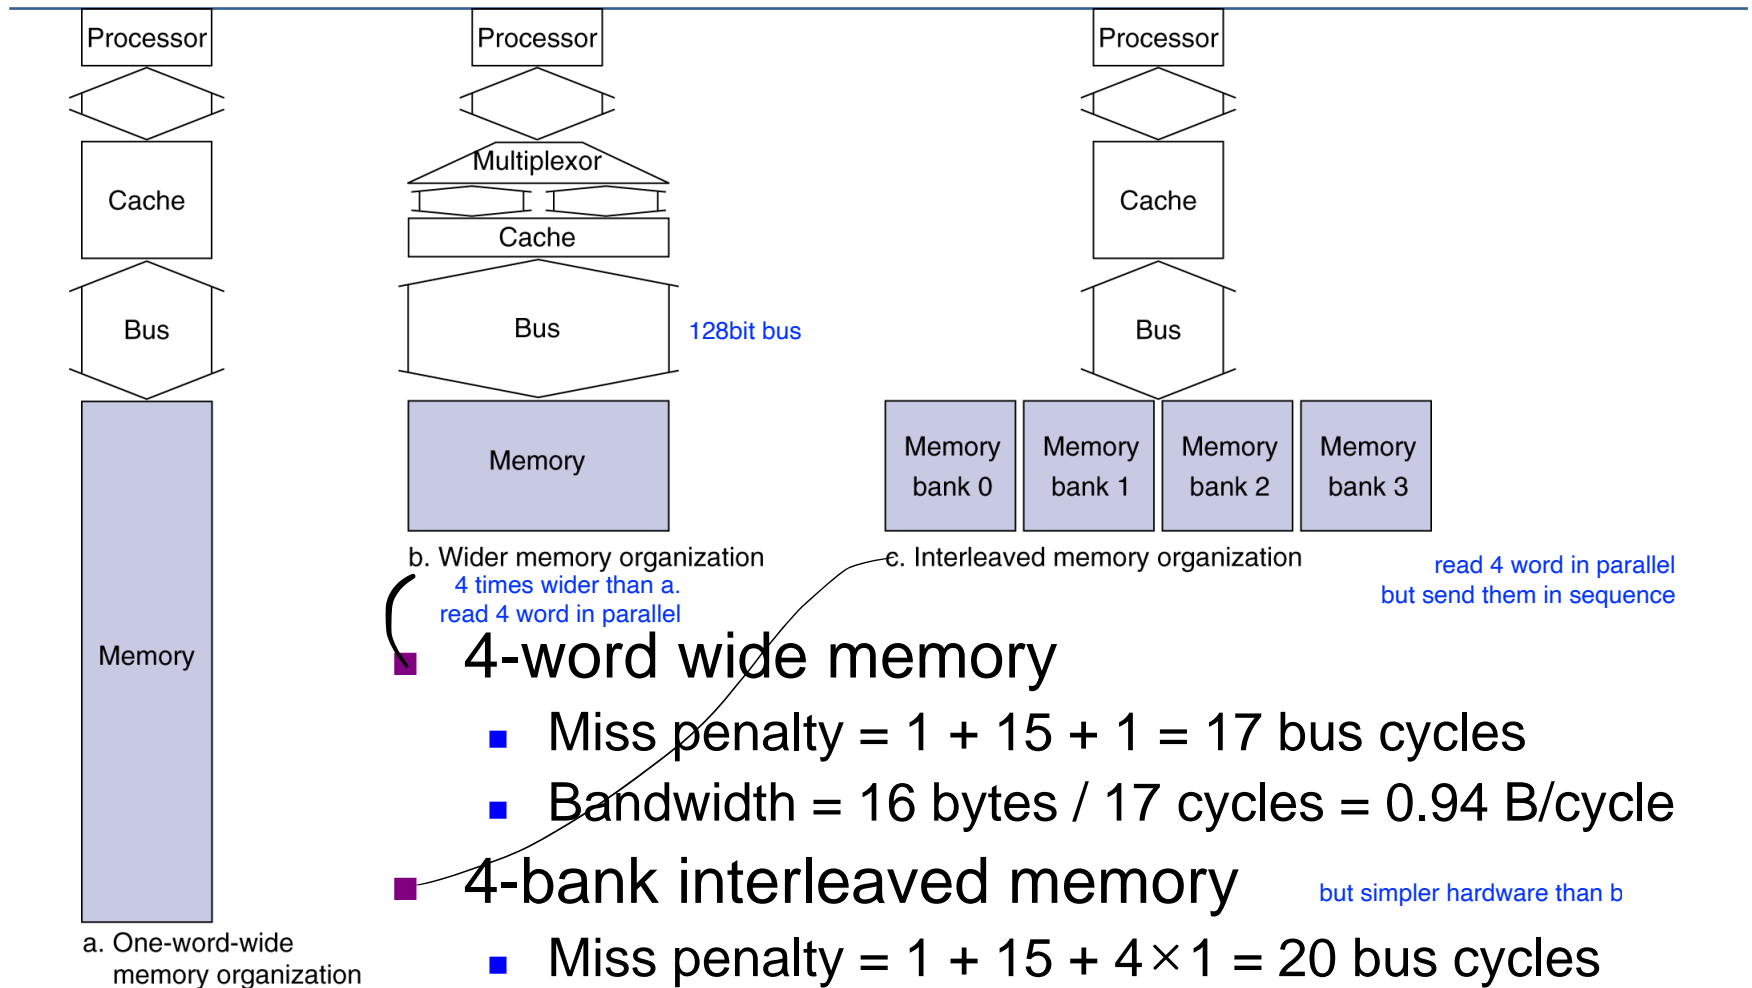 Processor
Processor
Processor
Multiplexor
Cache
Cache
Cache
Bus
Bus
128bit bus
Bus
Memory
Memory
bank 0
Memory
bank 1
Memory
bank 2
Memory
bank 3
b. Wider memory organization
c. Interleaved memory organization
4 times wider than a.
read 4 word in parallel
read 4 word in parallel
but send them in sequence
Memory
4-word wide memory
Miss penalty = 1 + 15 + 1 = 17 bus cycles
Bandwidth = 16 bytes / 17 cycles = 0.94 B/cycle
4-bank interleaved memory
but simpler hardware than b
a. One-word-wide
memory organization
Miss penalty = 1 + 15 + 4×1 = 20 bus cycles